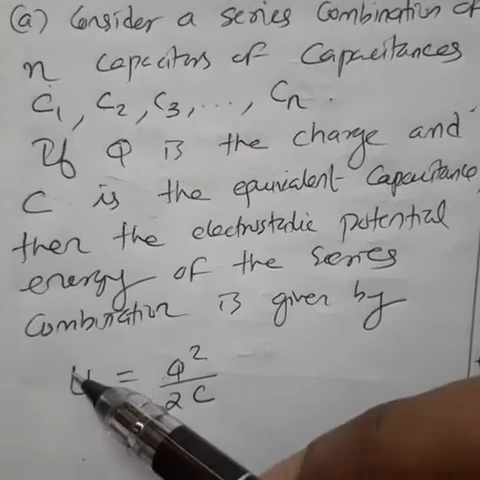 (a) Consider a series Combination of
n Capacitors of Capacitances
C1, C2, C3, ..., Cn.
If Q is the charge and
C is the equivalent Capacitance,
then the electrostatic potential
energy of the series
Combination is given by
U = Q²/2C